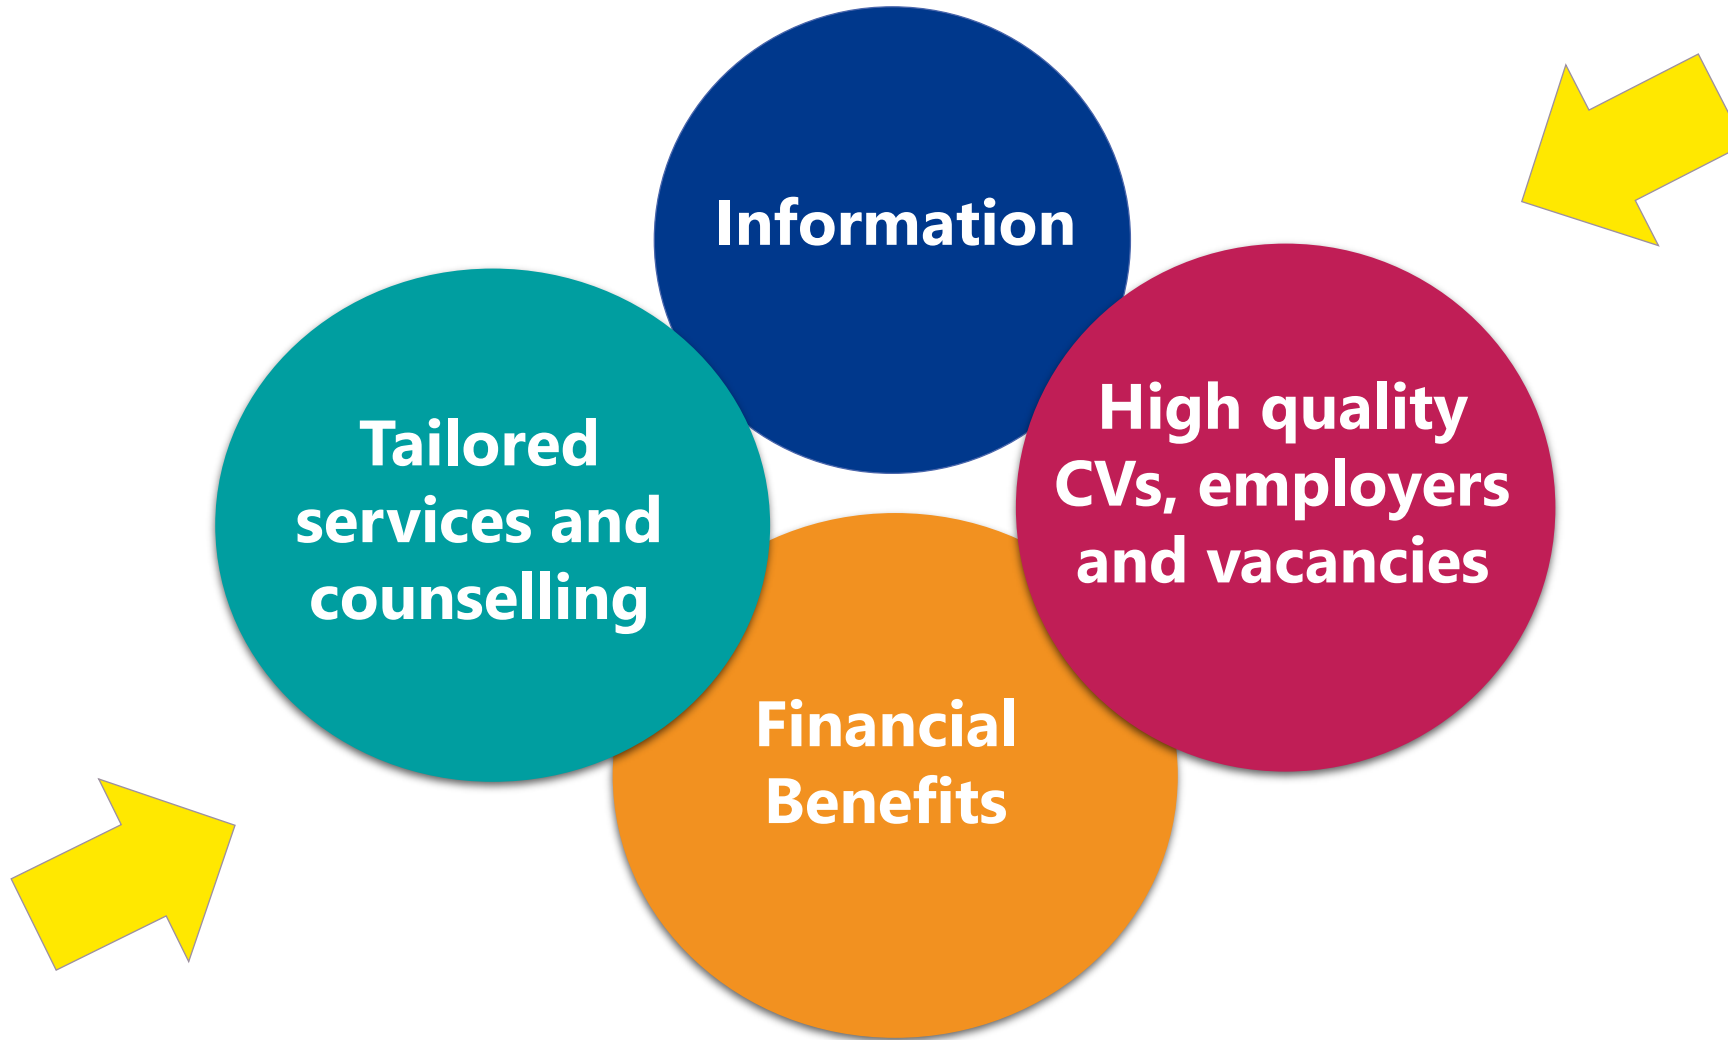 Information
High quality
CVs, employers
and vacancies
Tailored
services and
counselling
Financial
Benefits